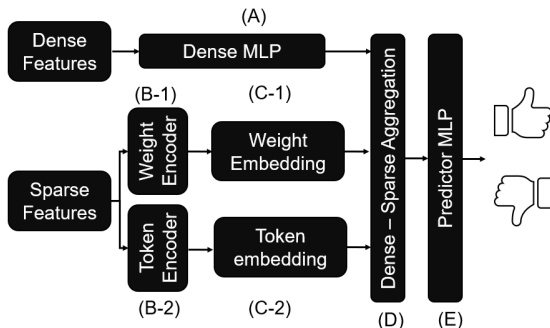 (A)
Dense
Features
Dense MLP
(B-1)
(C-1)
Weight
Encoder
Weight
Embedding
Sparse
Features
Token
Encoder
Token
embedding
(B-2)
(C-2)
Dense – Sparse Aggregation
(D)
Predictor MLP
(E)